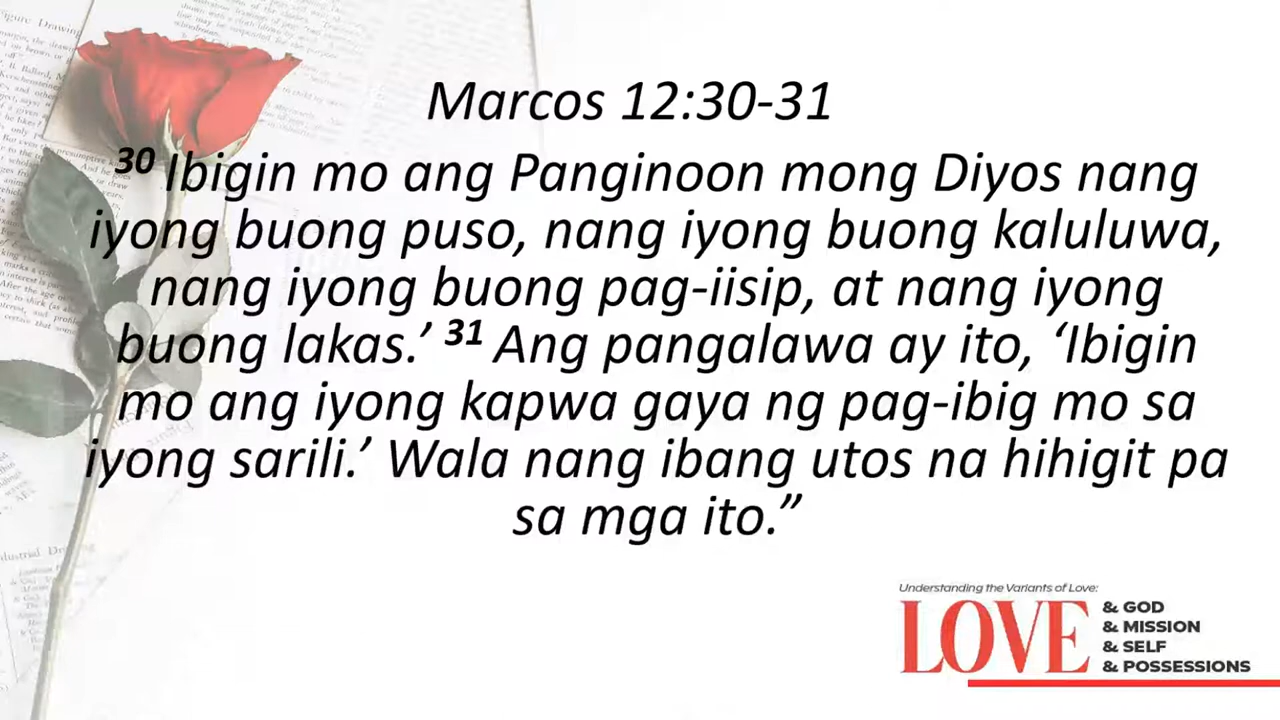 Marcos 12:30-31
30 Ibigin mo ang Panginoon mong Diyos nang
iyong buong puso, nang iyong buong kaluluwa,
nang iyong buong pag-iisip, at nang iyong
buong lakas.’ 31 Ang pangalawa ay ito, ‘Ibigin
mo ang iyong kapwa gaya ng pag-ibig mo sa
iyong sarili.’ Wala nang ibang utos na hihigit pa
sa mga ito.”
Understanding the Variants of Love:
LOVE
& GOD
& MISSION
& SELF
& POSSESSIONS